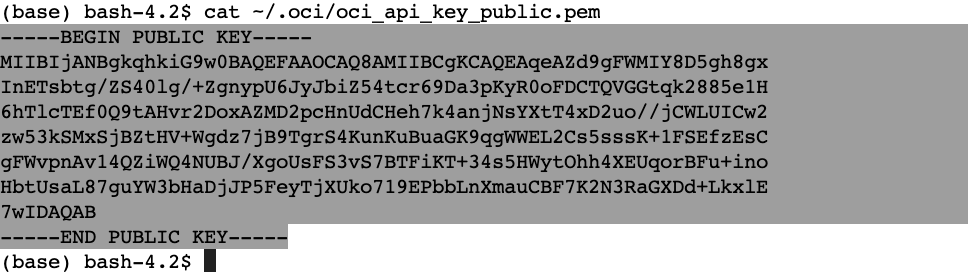 (base) bash-4.2$ cat ~/.oci/oci_api_key_public.pem
-----BEGIN PUBLIC KEY-----
MIIBIjANBgkqhkiG9w0BAQEFAAOCAQ8AMIIBCgKCAQEAqeAZd9gFWMIY8D5gh8gx
InETsbtg/ZS40lg/+ZgnypU6JyJbiZ54tcr69Da3pKyR0oFDCTQVGGtqk2885e1H
6hTlcTEf0Q9tAHvr2DoxAZMD2pcHnUdCHeh7k4anjNsYXtT4xD2uo//jCWLUICw2
zw53kSMxSjBZtHV+Wgdz7jB9TgrS4KunKuBuaGK9qgWWEL2Cs5sssK+1FSEfzEsC
gFWvpnAv14QZiWQ4NUBJ/XgoUsFS3vS7BTFiKT+34s5HWytOhh4XEUqorBFu+ino
HbtUsaL87guYW3bHaDjJP5FeyTjXUko719EPbbLnXmauCBF7K2N3RaGXDd+LkxlE
7wIDAQAB
-----END PUBLIC KEY-----
(base) bash-4.2$